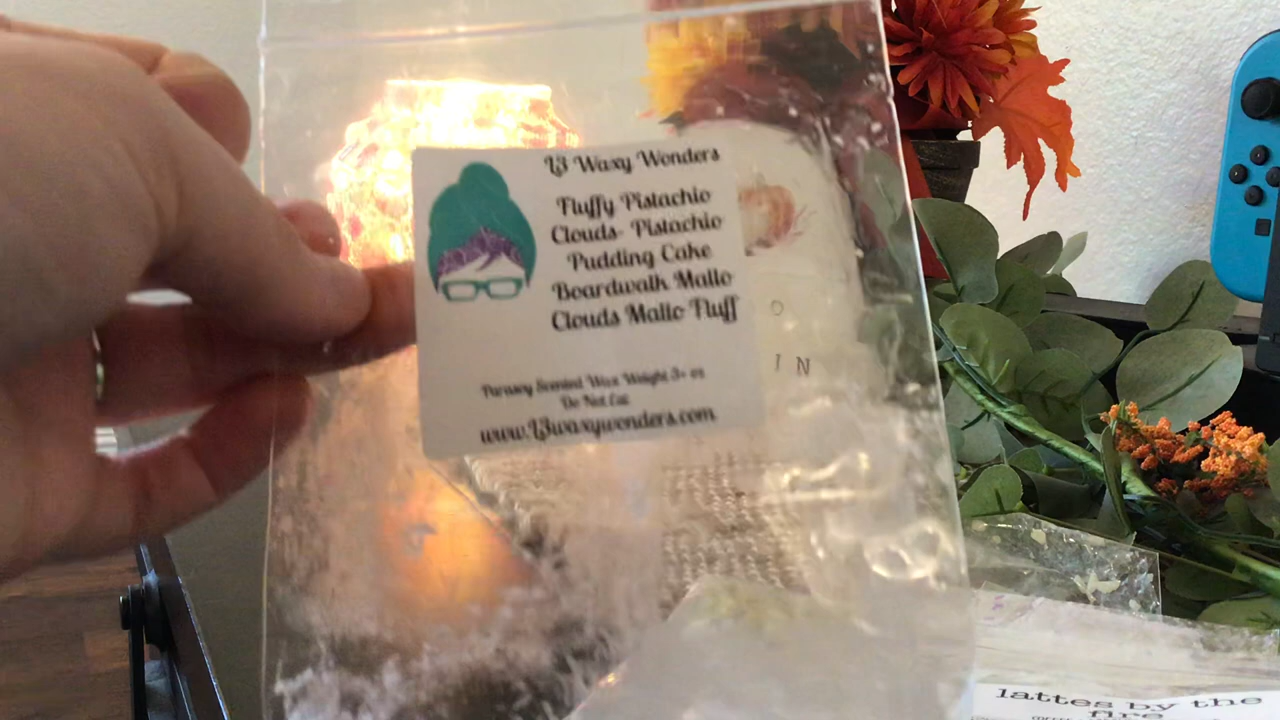 L3 Waxy Wonders
Fluffy Pistachio
Clouds- Pistachio
Pudding Cake
Boardwalk Mallo
Clouds Mallo Fluff
Parasoy Scented Wax Weight 3+ oz
Do Not Eat
www.L3waxywonders.com
O
I N
lattes by the
fire